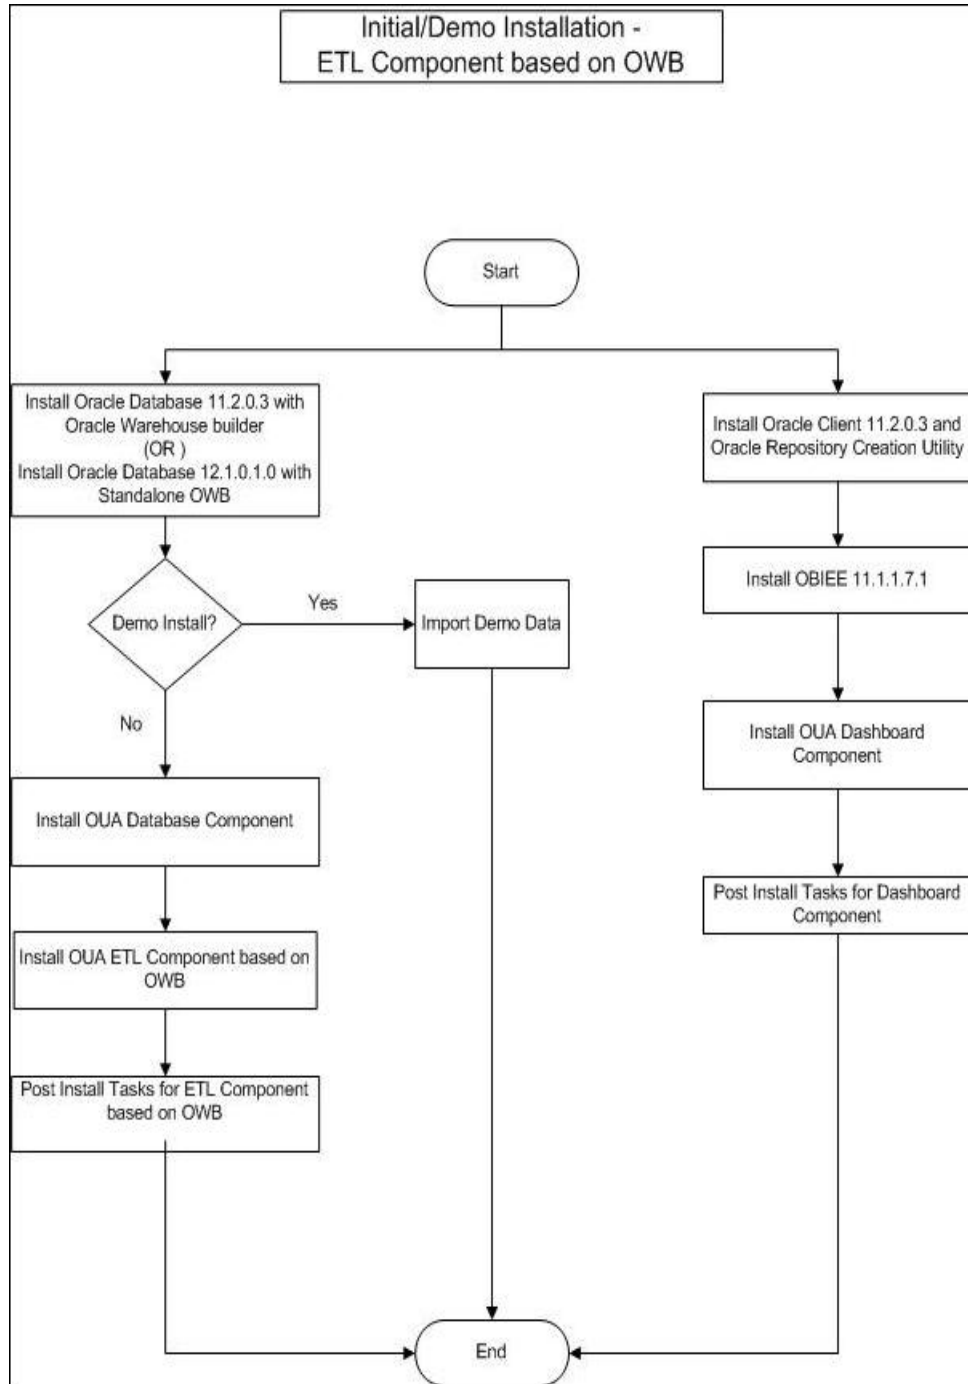 Initial/Demo Installation -
ETL Component based on OWB
Start
Install Oracle Database 11.2.0.3 with
Oracle Warehouse builder
(OR )
Install Oracle Database 12.1.0.1.0 with
Standalone OWB
Install Oracle Client 11.2.0.3 and
Oracle Repository Creation Utility
Demo Install?
Yes
Import Demo Data
Install OBIEE 11.1.1.7.1
No
Install OUA Dashboard
Component
Install OUA Database Component
Post Install Tasks for Dashboard
Component
Install OUA ETL Component based on
OWB
Post Install Tasks for ETL Component
based on OWB
End